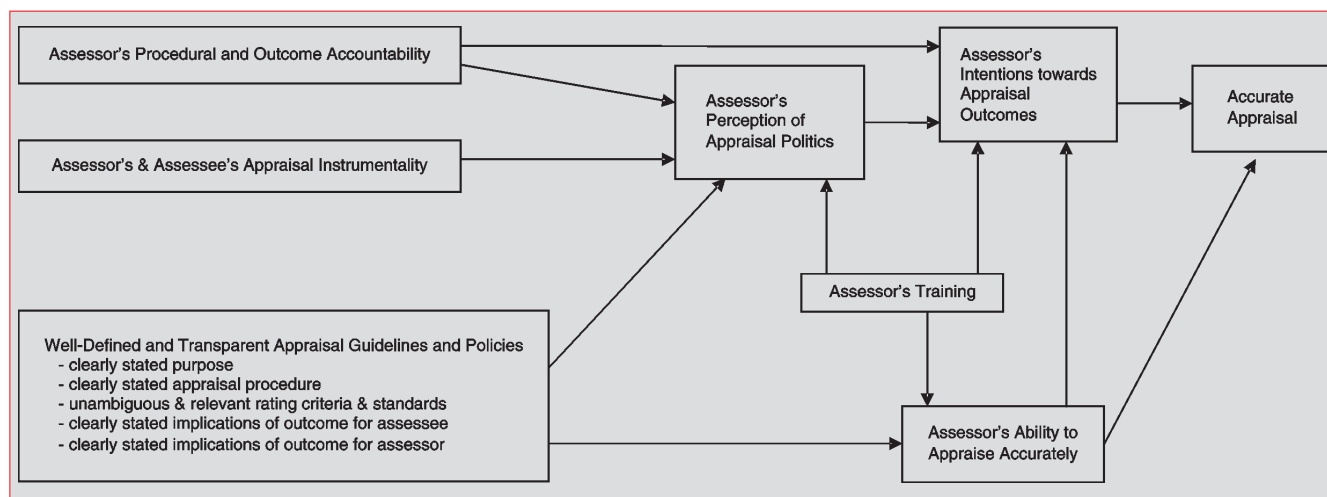 Assessor's Procedural and Outcome Accountability
Assessor's & Assessee's Appraisal Instrumentality
Well-Defined and Transparent Appraisal Guidelines and Policies
- clearly stated purpose
- clearly stated appraisal procedure
- unambiguous & relevant rating criteria & standards
- clearly stated implications of outcome for assessee
- clearly stated implications of outcome for assessor
Assessor's
Perception of
Appraisal Politics
Assessor's Training
Assessor's Ability to
Appraise Accurately
Assessor's
Intentions towards
Appraisal
Outcomes
Accurate
Appraisal